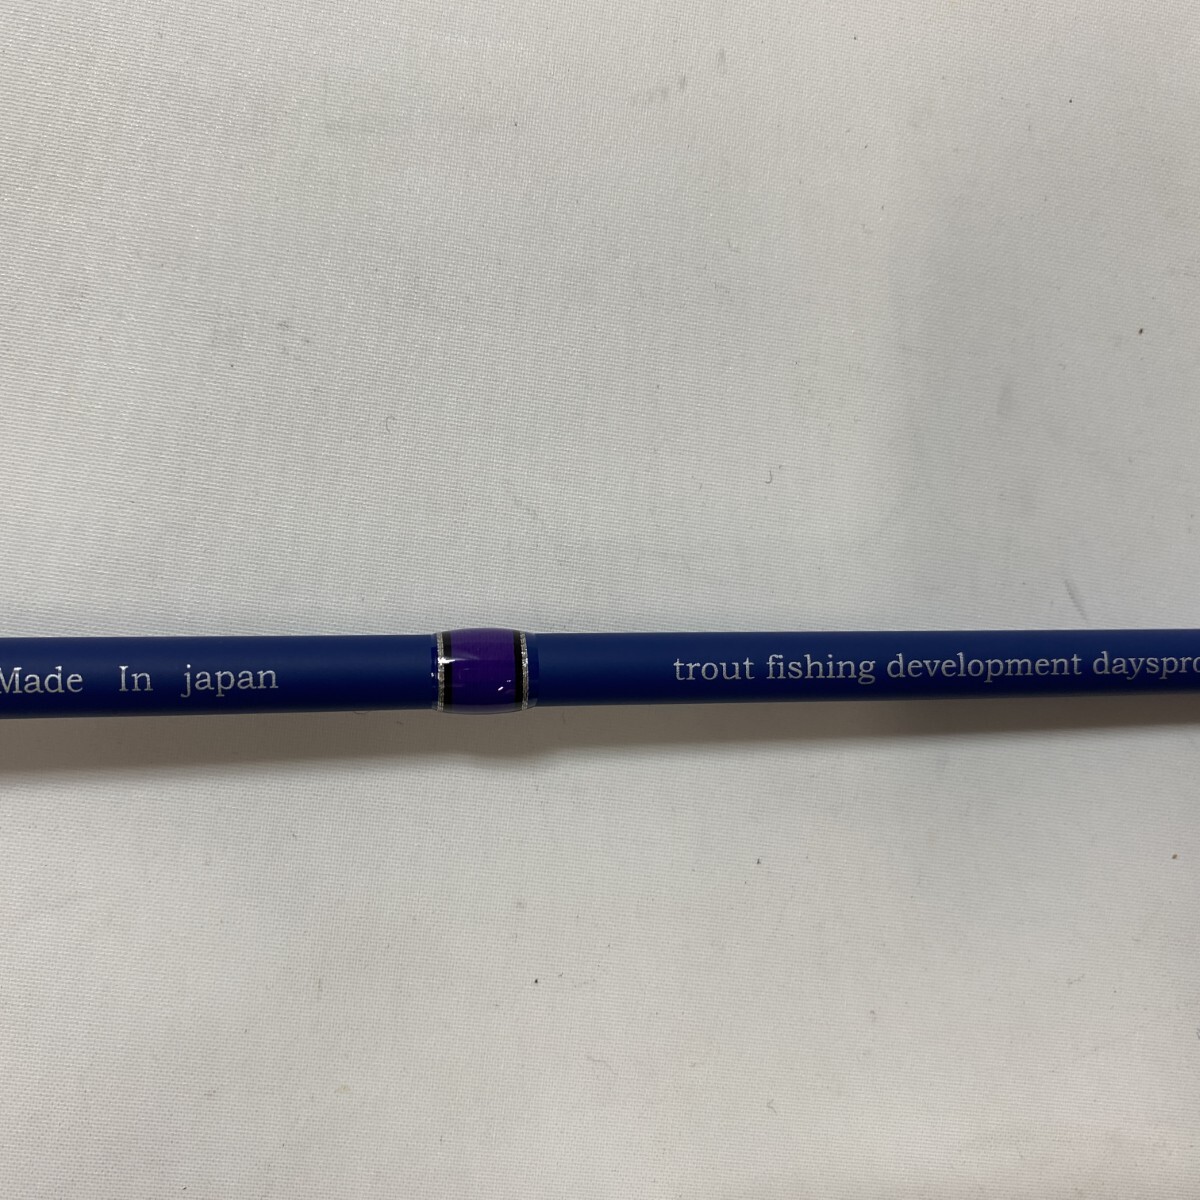 Made In japan
trout fishing development dayspro